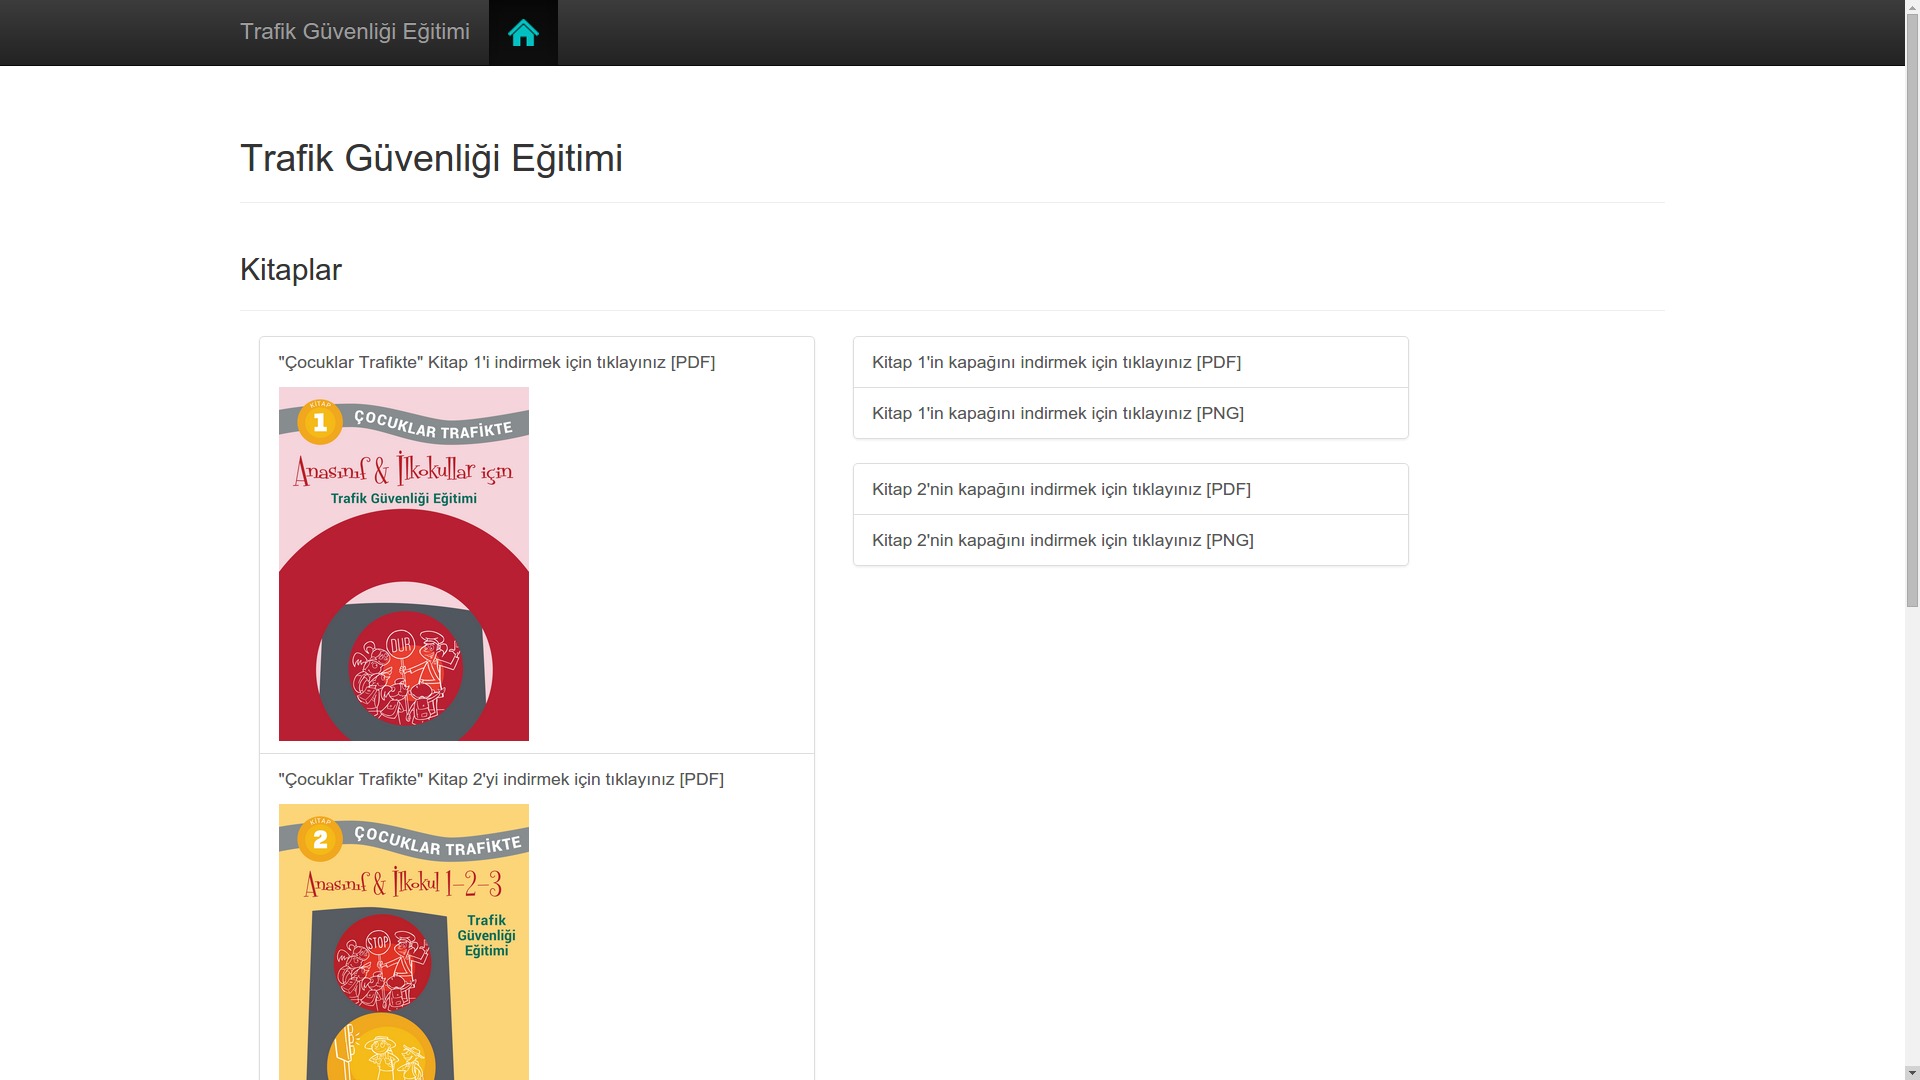 Trafik Güvenliği Eğitimi
Trafik Güvenliği Eğitimi
Kitaplar
"Çocuklar Trafikte" Kitap 1'i indirmek için tıklayınız [PDF]
KİTAP
1
ÇOCUKLAR TRAFİKTE
Anasınıf & İlkokullar için
Trafik Güvenliği Eğitimi
DUR
"Çocuklar Trafikte" Kitap 2'yi indirmek için tıklayınız [PDF]
KİTAP
2
ÇOCUKLAR TRAFİKTE
Anasınıf & İlkokul 1-2-3
Trafik
Güvenliği
Eğitimi
STOP
Kitap 1'in kapağını indirmek için tıklayınız [PDF]
Kitap 1'in kapağını indirmek için tıklayınız [PNG]
Kitap 2'nin kapağını indirmek için tıklayınız [PDF]
Kitap 2'nin kapağını indirmek için tıklayınız [PNG]